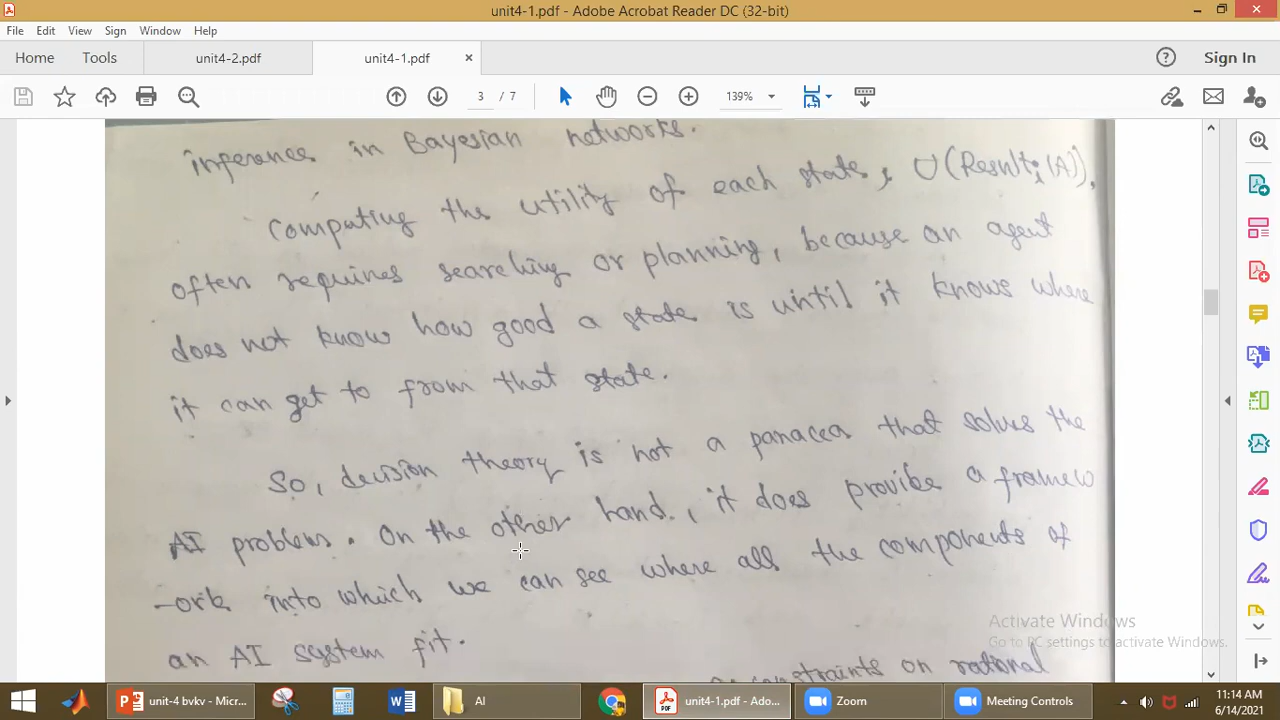 unit4-1.pdf - Adobe Acrobat Reader DC (32-bit)
File Edit View Sign Window Help
Home Tools unit4-2.pdf unit4-1.pdf × Sign In
3 / 7 139%
inference in Bayesian networks.
Computing the utility of each state, U(Resulti(A)),
often requires searching or planning, because an agent
does not know how good a state is until it knows where
it can get to from that state.
So, decision theory is not a panacea that solves the
AI problem. On the other hand, it does provide a framew
-ork into which we can see where all the components of
an AI system fit.
constraints on rational
Activate Windows
Go to PC settings to activate Windows.
unit-4 bvkv - Micr... AI unit4-1.pdf - Ado... Zoom Meeting Controls
11:14 AM
6/14/2021